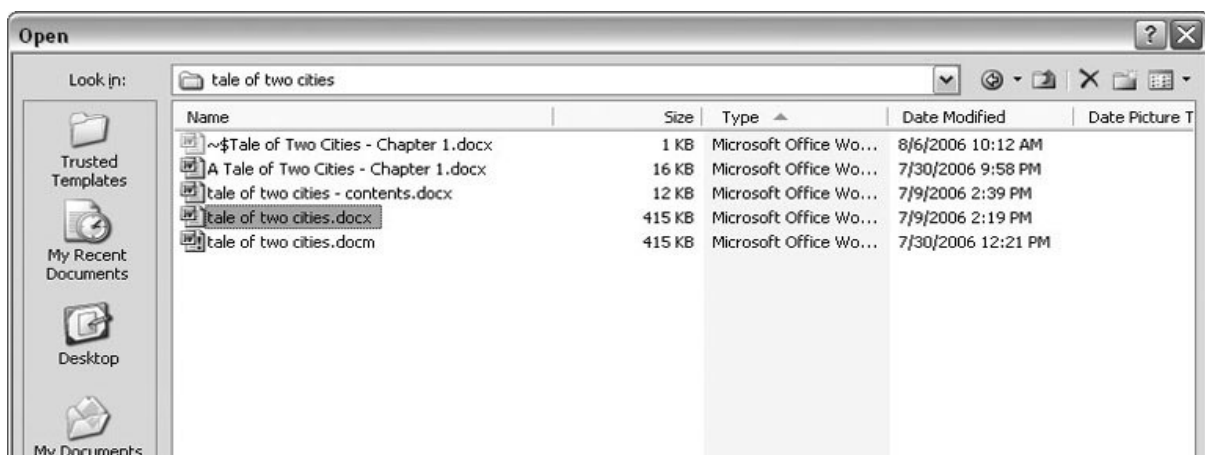 Open
Look in:
tale of two cities
Name Size Type Date Modified Date Picture T
~$Tale of Two Cities - Chapter 1.docx 1 KB Microsoft Office Wo... 8/6/2006 10:12 AM
A Tale of Two Cities - Chapter 1.docx 16 KB Microsoft Office Wo... 7/30/2006 9:58 PM
tale of two cities - contents.docx 12 KB Microsoft Office Wo... 7/9/2006 2:39 PM
tale of two cities.docx 415 KB Microsoft Office Wo... 7/9/2006 2:19 PM
tale of two cities.docm 415 KB Microsoft Office Wo... 7/30/2006 12:21 PM
Trusted
Templates
My Recent
Documents
Desktop
My Documents